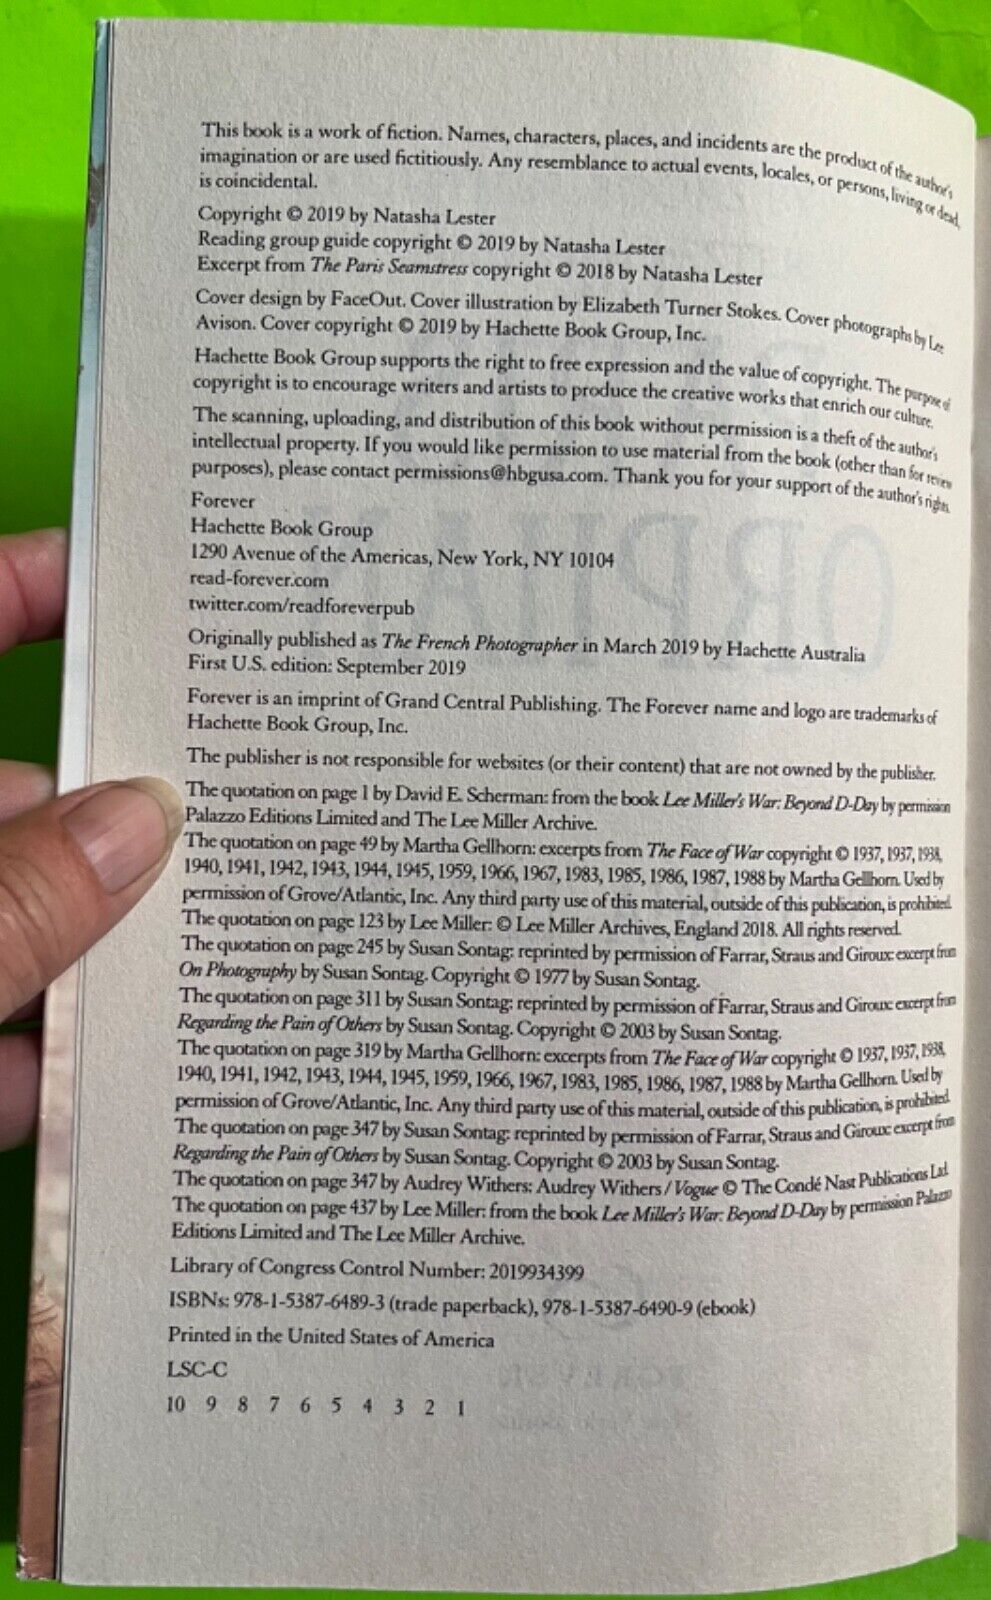 This book is a work of fiction. Names, characters, places, and incidents are the product of the author's
imagination or are used fictitiously. Any resemblance to actual events, locales, or persons, living or dead,
is coincidental.
Copyright © 2019 by Natasha Lester
Reading group guide copyright © 2019 by Natasha Lester
Excerpt from The Paris Seamstress copyright © 2018 by Natasha Lester
Cover design by FaceOut. Cover illustration by Elizabeth Turner Stokes. Cover photographs by Lee
Avison. Cover copyright © 2019 by Hachette Book Group, Inc.
Hachette Book Group supports the right to free expression and the value of copyright. The purpose of
copyright is to encourage writers and artists to produce the creative works that enrich our culture.
The scanning, uploading, and distribution of this book without permission is a theft of the author's
intellectual property. If you would like permission to use material from the book (other than for review
purposes), please contact permissions@hbgusa.com. Thank you for your support of the author's rights.
Forever
Hachette Book Group
1290 Avenue of the Americas, New York, NY 10104
read-forever.com
twitter.com/readforeverpub
Originally published as The French Photographer in March 2019 by Hachette Australia
First U.S. edition: September 2019
Forever is an imprint of Grand Central Publishing. The Forever name and logo are trademarks of
Hachette Book Group, Inc.
The publisher is not responsible for websites (or their content) that are not owned by the publisher.
The quotation on page 1 by David E. Scherman: from the book Lee Miller's War: Beyond D-Day by permission
Palazzo Editions Limited and The Lee Miller Archive.
The quotation on page 49 by Martha Gellhorn: excerpts from The Face of War copyright © 1937, 1937, 1938,
1940, 1941, 1942, 1943, 1944, 1945, 1959, 1966, 1967, 1983, 1985, 1986, 1987, 1988 by Martha Gellhorn. Used by
permission of Grove/Atlantic, Inc. Any third party use of this material, outside of this publication, is prohibited.
The quotation on page 123 by Lee Miller: © Lee Miller Archives, England 2018. All rights reserved.
The quotation on page 245 by Susan Sontag: reprinted by permission of Farrar, Straus and Giroux: excerpt from
On Photography by Susan Sontag. Copyright © 1977 by Susan Sontag.
The quotation on page 311 by Susan Sontag: reprinted by permission of Farrar, Straus and Giroux: excerpt from
Regarding the Pain of Others by Susan Sontag. Copyright © 2003 by Susan Sontag.
The quotation on page 319 by Martha Gellhorn: excerpts from The Face of War copyright © 1937, 1937, 1938,
1940, 1941, 1942, 1943, 1944, 1945, 1959, 1966, 1967, 1983, 1985, 1986, 1987, 1988 by Martha Gellhorn. Used by
permission of Grove/Atlantic, Inc. Any third party use of this material, outside of this publication, is prohibited.
The quotation on page 347 by Susan Sontag: reprinted by permission of Farrar, Straus and Giroux: excerpt from
Regarding the Pain of Others by Susan Sontag. Copyright © 2003 by Susan Sontag.
The quotation on page 347 by Audrey Withers: Audrey Withers / Vogue © The Condé Nast Publications Ltd.
The quotation on page 437 by Lee Miller: from the book Lee Miller's War: Beyond D-Day by permission Palazzo
Editions Limited and The Lee Miller Archive.
Library of Congress Control Number: 2019934399
ISBNs: 978-1-5387-6489-3 (trade paperback), 978-1-5387-6490-9 (ebook)
Printed in the United States of America
LSC-C
10 9 8 7 6 5 4 3 2 1